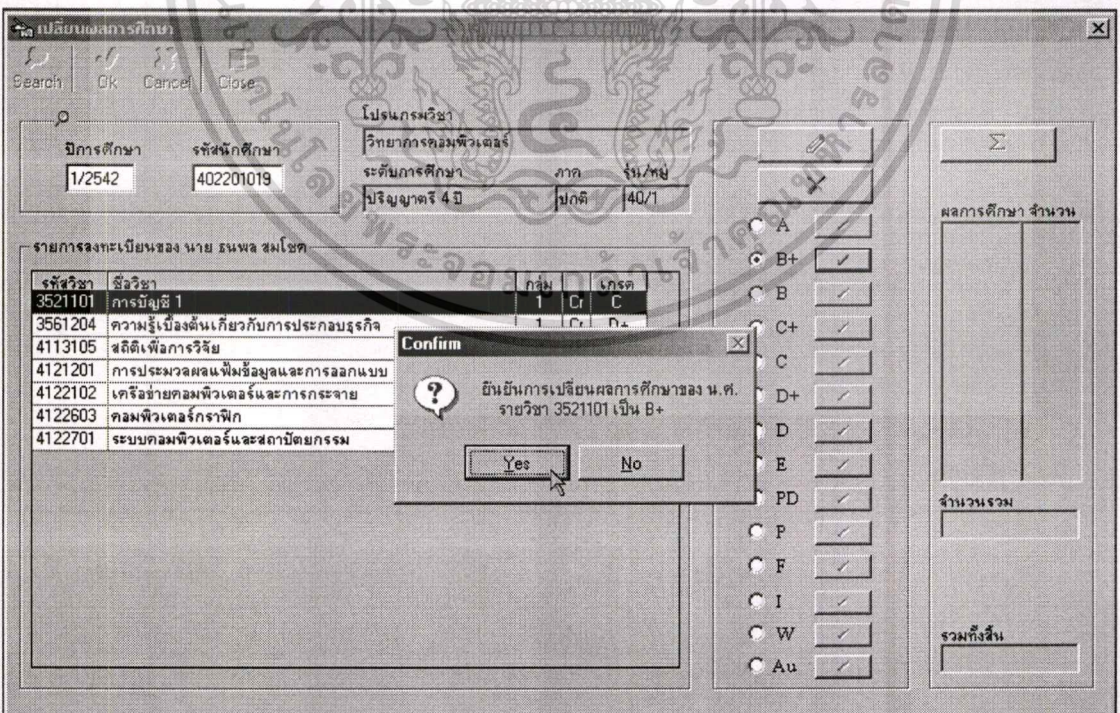 เปลี่ยนผลการศึกษา
Search Ok Cancel Close
ปีการศึกษา รหัสนักศึกษา
1/2542 402201019
โปรแกรมวิชา
วิทยาการคอมพิวเตอร์
ระดับการศึกษา ภาค รุ่น/หมู่
ปริญญาตรี 4 ปี ปกติ 40/1
รายการลงทะเบียนของ นาย ธนพล ชมโชค
รหัสวิชา ชื่อวิชา กลุ่ม เกรด
3521101 การบัญชี 1 1 Cr C
3561204 ความรู้เบื้องต้นเกี่ยวกับการประกอบธุรกิจ 1 Cr D+
4113105 สถิติเพื่อการวิจัย
4121201 การประมวลผลแฟ้มข้อมูลและการออกแบบ
4122102 เครือข่ายคอมพิวเตอร์และการกระจาย
4122603 คอมพิวเตอร์กราฟิก
4122701 ระบบคอมพิวเตอร์และสถาปัตยกรรม
Confirm
ยืนยันการเปลี่ยนผลการศึกษาของ น.ศ.
รายวิชา 3521101 เป็น B+
Yes No
A
B+
B
C+
C
D+
D
E
PD
P
F
I
W
Au
Σ
ผลการศึกษา จำนวน
จำนวนรวม
รวมทั้งสิ้น